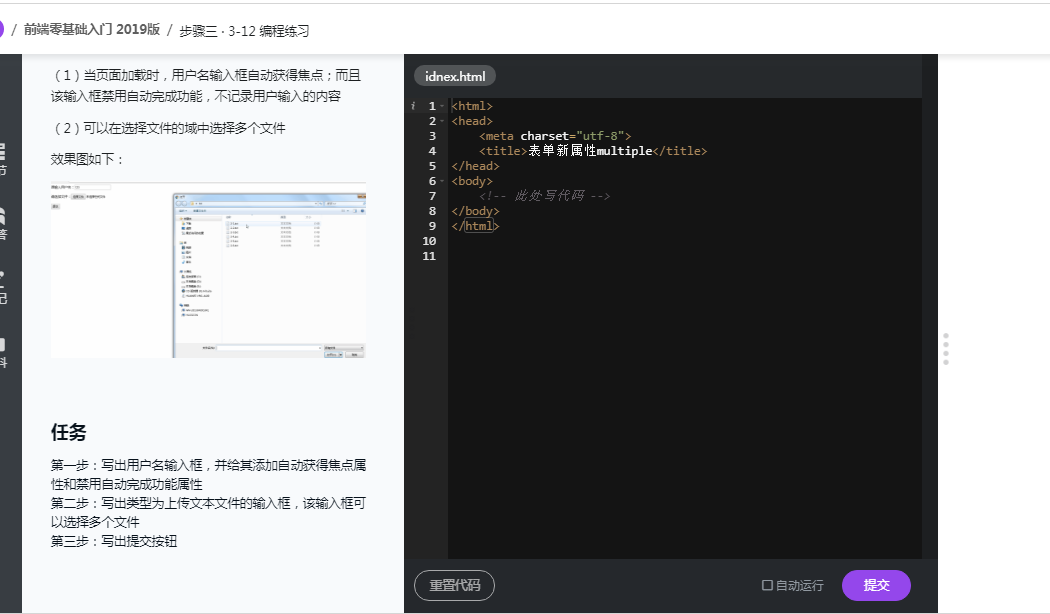 / 前端零基础入门 2019版 / 步骤三 · 3-12 编程练习
（1）当页面加载时，用户名输入框自动获得焦点；而且
该输入框禁用自动完成功能，不记录用户输入的内容
（2）可以在选择文件的域中选择多个文件
效果图如下：
任务
第一步：写出用户名输入框，并给其添加自动获得焦点属
性和禁用自动完成功能属性
第二步：写出类型为上传文本文件的输入框，该输入框可
以选择多个文件
第三步：写出提交按钮
节
答
记
料
idnex.html
i 1 <html>
2 <head>
3 <meta charset="utf-8">
4 <title>表单新属性multiple</title>
5 </head>
6 <body>
7 <!-- 此处写代码 -->
8 </body>
9 </html>
10
11
重置代码
自动运行
提交